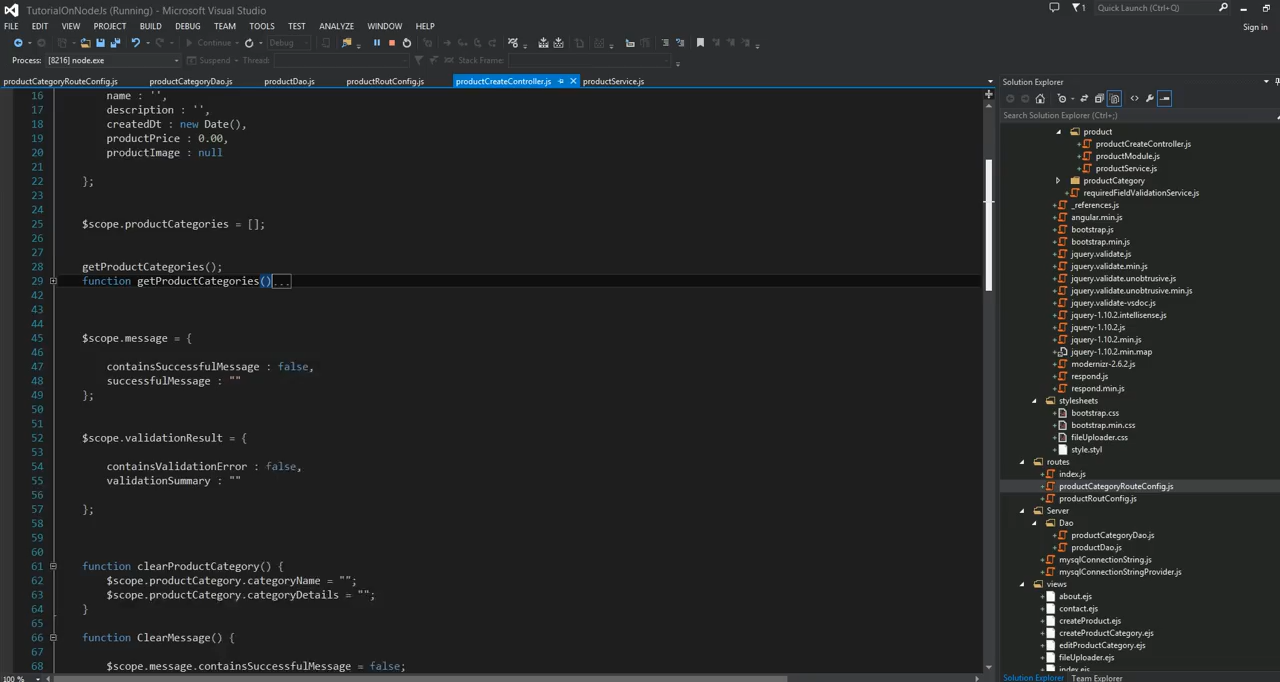 TutorialOnNodeJs (Running) - Microsoft Visual Studio
1
Quick Launch (Ctrl+Q)
FILE EDIT VIEW PROJECT BUILD DEBUG TEAM TOOLS TEST ANALYZE WINDOW HELP
Sign in
Continue Debug
Process: [8216] node.exe Suspend Thread: Stack Frame:
productCategoryRouteConfig.js productCategoryDao.js productDao.js productRoutConfig.js productCreateController.js productService.js
16 name : '',
17 description : '',
18 createdDt : new Date(),
19 productPrice : 0.00,
20 productImage : null
21
22 };
23
24
25 $scope.productCategories = [];
26
27
28 getProductCategories();
29 function getProductCategories()...
42
43
44
45 $scope.message = {
46
47 containsSuccessfulMessage : false,
48 successfulMessage : ""
49 };
50
51
52 $scope.validationResult = {
53
54 containsValidationError : false,
55 validationSummary : ""
56
57 };
58
59
60
61 function clearProductCategory() {
62 $scope.productCategory.categoryName = "";
63 $scope.productCategory.categoryDetails = "";
64 }
65
66 function ClearMessage() {
67
68 $scope.message.containsSuccessfulMessage = false;
100 %
Solution Explorer
Search Solution Explorer (Ctrl+;)
product
productCreateController.js
productModule.js
productService.js
productCategory
requiredFieldValidationService.js
_references.js
angular.min.js
bootstrap.js
bootstrap.min.js
jquery.validate.js
jquery.validate.min.js
jquery.validate.unobtrusive.js
jquery.validate.unobtrusive.min.js
jquery.validate-vsdoc.js
jquery-1.10.2.intellisense.js
jquery-1.10.2.js
jquery-1.10.2.min.js
jquery-1.10.2.min.map
modernizr-2.6.2.js
respond.js
respond.min.js
stylesheets
bootstrap.css
bootstrap.min.css
fileUploader.css
style.styl
routes
index.js
productCategoryRouteConfig.js
productRoutConfig.js
Server
Dao
productCategoryDao.js
productDao.js
mysqlConnectionString.js
mysqlConnectionStringProvider.js
views
about.ejs
contact.ejs
createProduct.ejs
createProductCategory.ejs
editProductCategory.ejs
fileUploader.ejs
index.ejs
Solution Explorer Team Explorer